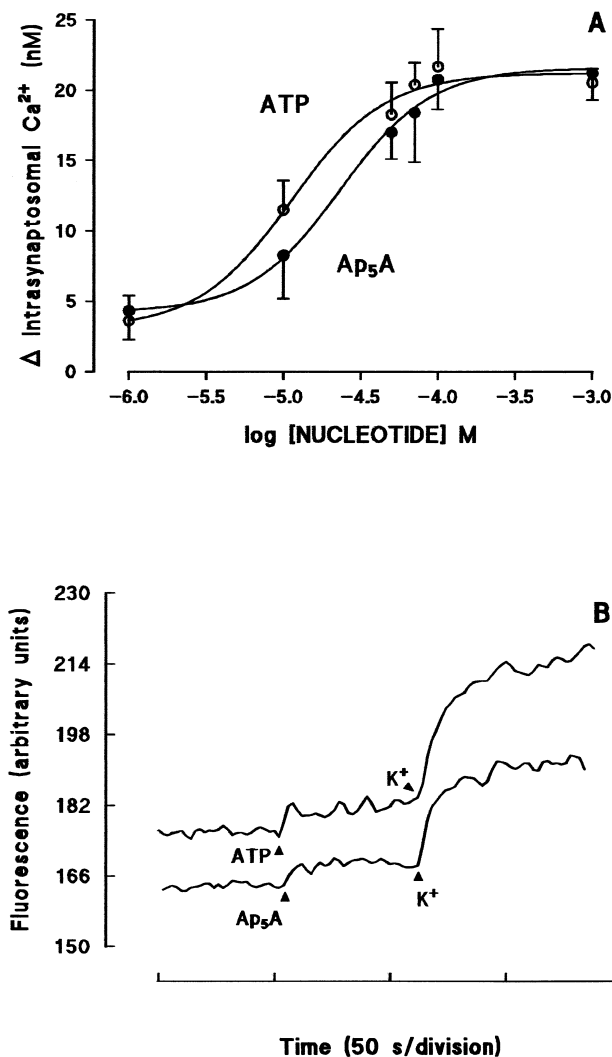 A
Δ Intrasynaptosomal Ca²⁺ (nM)
25
20
15
10
5
0
ATP
Ap₅A
−6.0 −5.5 −5.0 −4.5 −4.0 −3.5 −3.0
log [NUCLEOTIDE] M
B
Fluorescence (arbitrary units)
230
214
198
182
166
150
K⁺
ATP
Ap₅A
K⁺
Time (50 s/division)